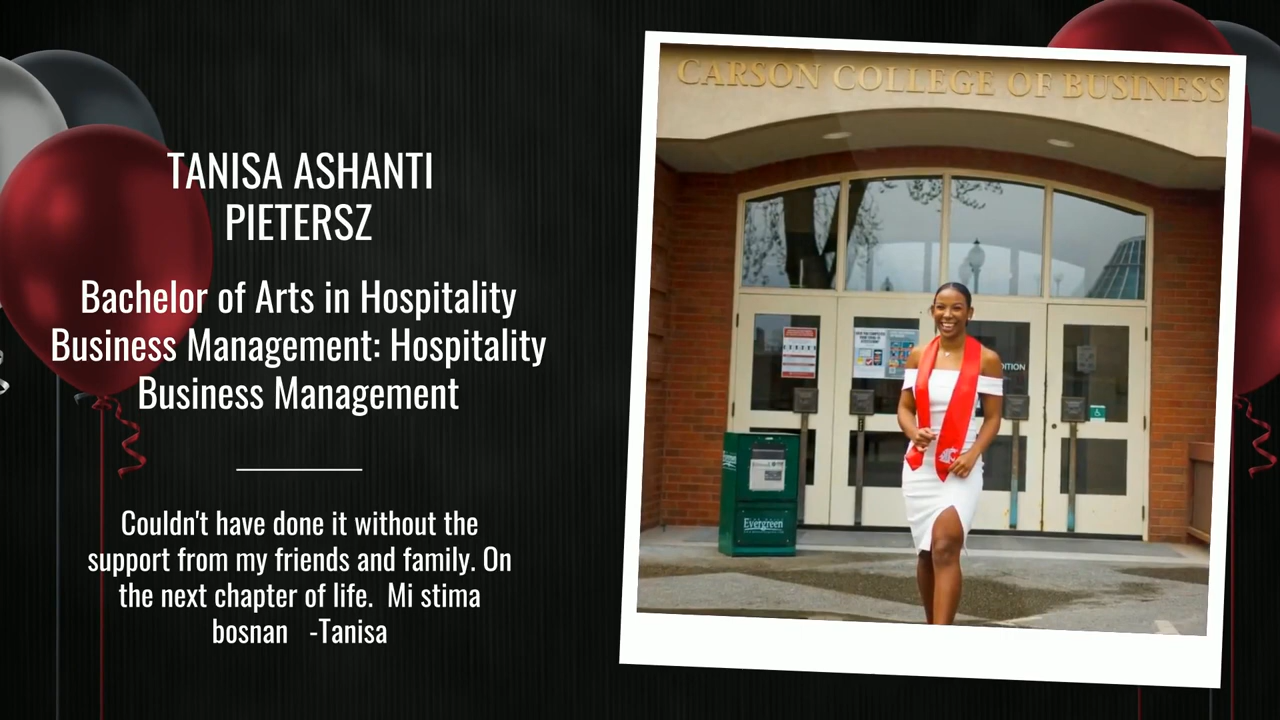 TANISA ASHANTI
PIETERSZ
Bachelor of Arts in Hospitality
Business Management: Hospitality
Business Management
Couldn't have done it without the
support from my friends and family. On
the next chapter of life.  Mi stima
bosnan   -Tanisa
CARSON COLLEGE OF BUSINESS
DITION
Evergreen